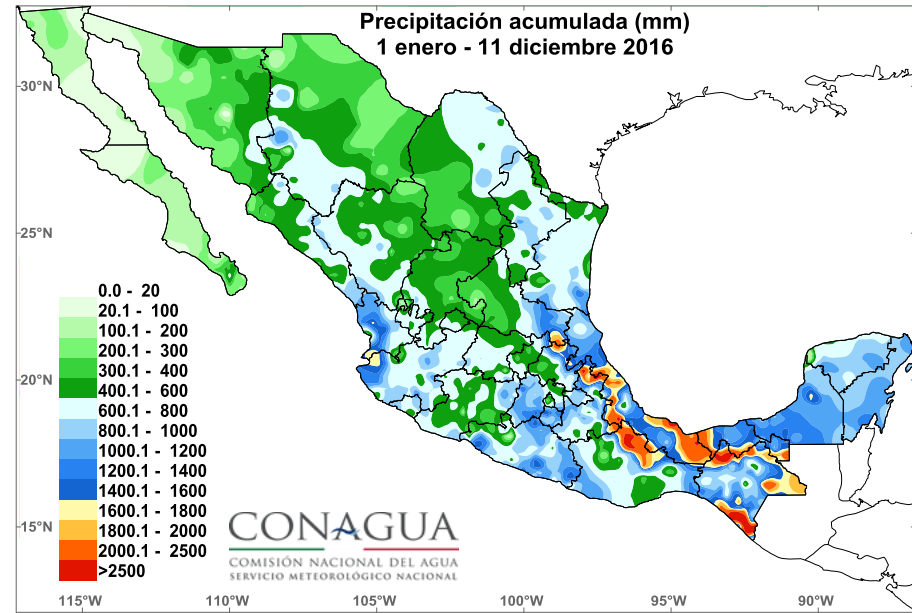 Precipitación acumulada (mm)
1 enero - 11 diciembre 2016
30°N
25°N
20°N
15°N
0.0 - 20
20.1 - 100
100.1 - 200
200.1 - 300
300.1 - 400
400.1 - 600
600.1 - 800
800.1 - 1000
1000.1 - 1200
1200.1 - 1400
1400.1 - 1600
1600.1 - 1800
1800.1 - 2000
2000.1 - 2500
>2500
CONAGUA
COMISIÓN NACIONAL DEL AGUA
SERVICIO METEOROLÓGICO NACIONAL
115°W 110°W 105°W 100°W 95°W 90°W